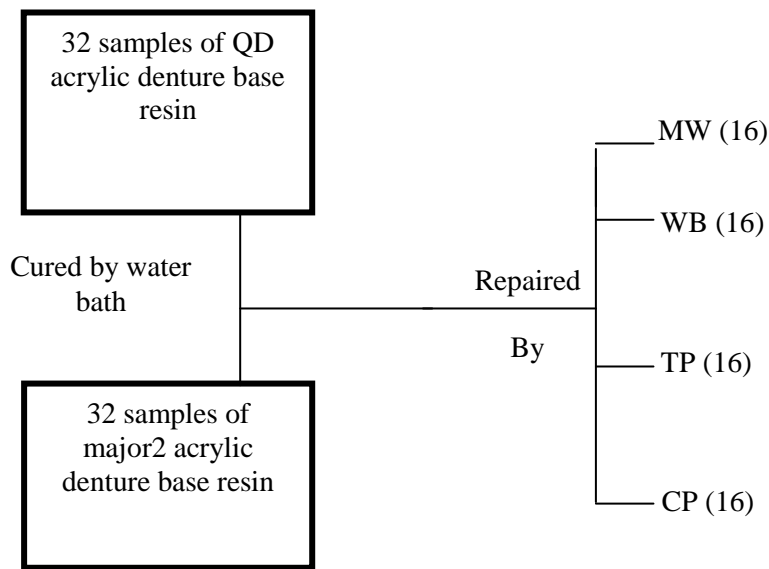 32 samples of QD
acrylic denture base
resin
Cured by water
bath
32 samples of
major2 acrylic
denture base resin
Repaired
By
MW (16)
WB (16)
TP (16)
CP (16)